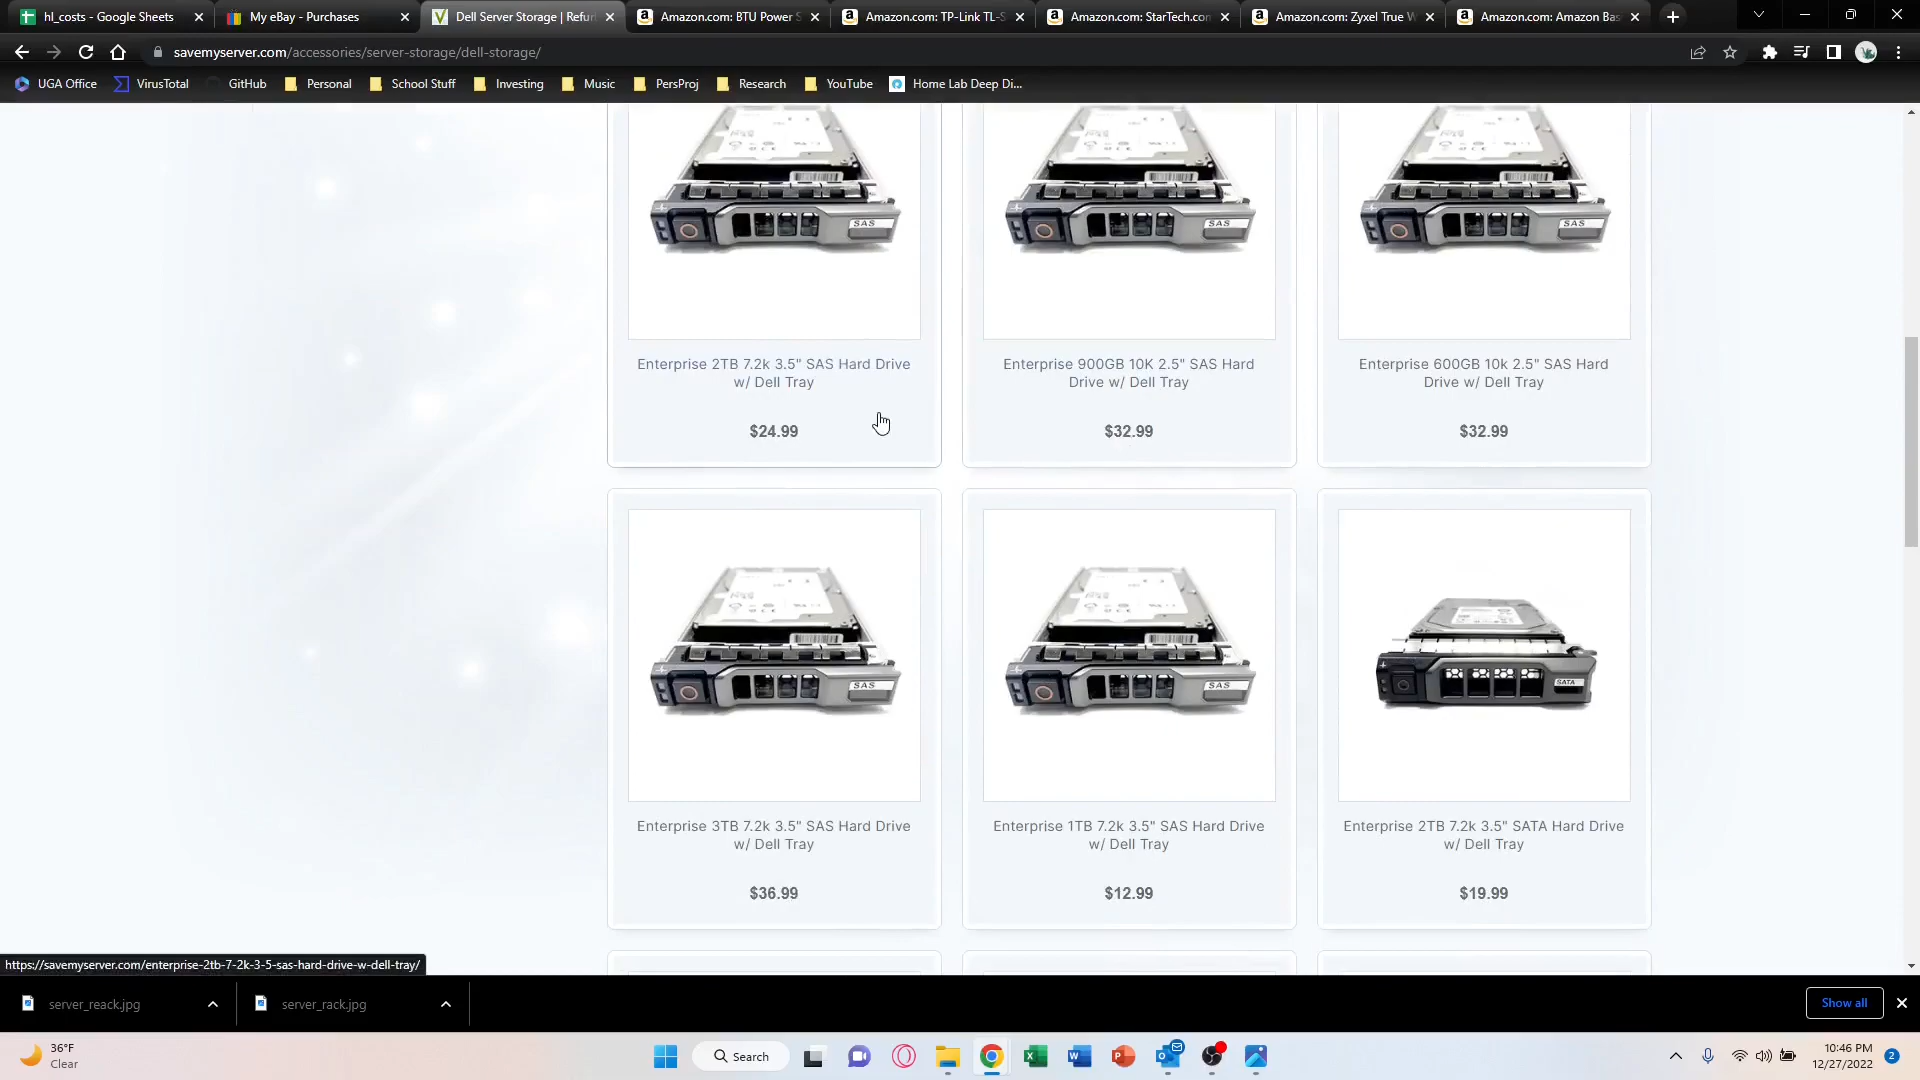 hl_costs - Google Sheets
My eBay - Purchases
Dell Server Storage | Refur
Amazon.com: BTU Power S
Amazon.com: TP-Link TL-S
Amazon.com: StarTech.com
Amazon.com: Zyxel True W
Amazon.com: Amazon Bas
savemyserver.com/accessories/server-storage/dell-storage/
UGA Office
VirusTotal
GitHub
Personal
School Stuff
Investing
Music
PersProj
Research
YouTube
Home Lab Deep Di...
SAS
SAS
SAS
Enterprise 2TB 7.2k 3.5" SAS Hard Drive
w/ Dell Tray
$24.99
Enterprise 900GB 10K 2.5" SAS Hard
Drive w/ Dell Tray
$32.99
Enterprise 600GB 10k 2.5" SAS Hard
Drive w/ Dell Tray
$32.99
SAS
SAS
SATA
Enterprise 3TB 7.2k 3.5" SAS Hard Drive
w/ Dell Tray
$36.99
Enterprise 1TB 7.2k 3.5" SAS Hard Drive
w/ Dell Tray
$12.99
Enterprise 2TB 7.2k 3.5" SATA Hard Drive
w/ Dell Tray
$19.99
https://savemyserver.com/enterprise-2tb-7-2k-3-5-sas-hard-drive-w-dell-tray/
server_reack.jpg
server_rack.jpg
Show all
36°F
Clear
Search
10:46 PM
12/27/2022
2